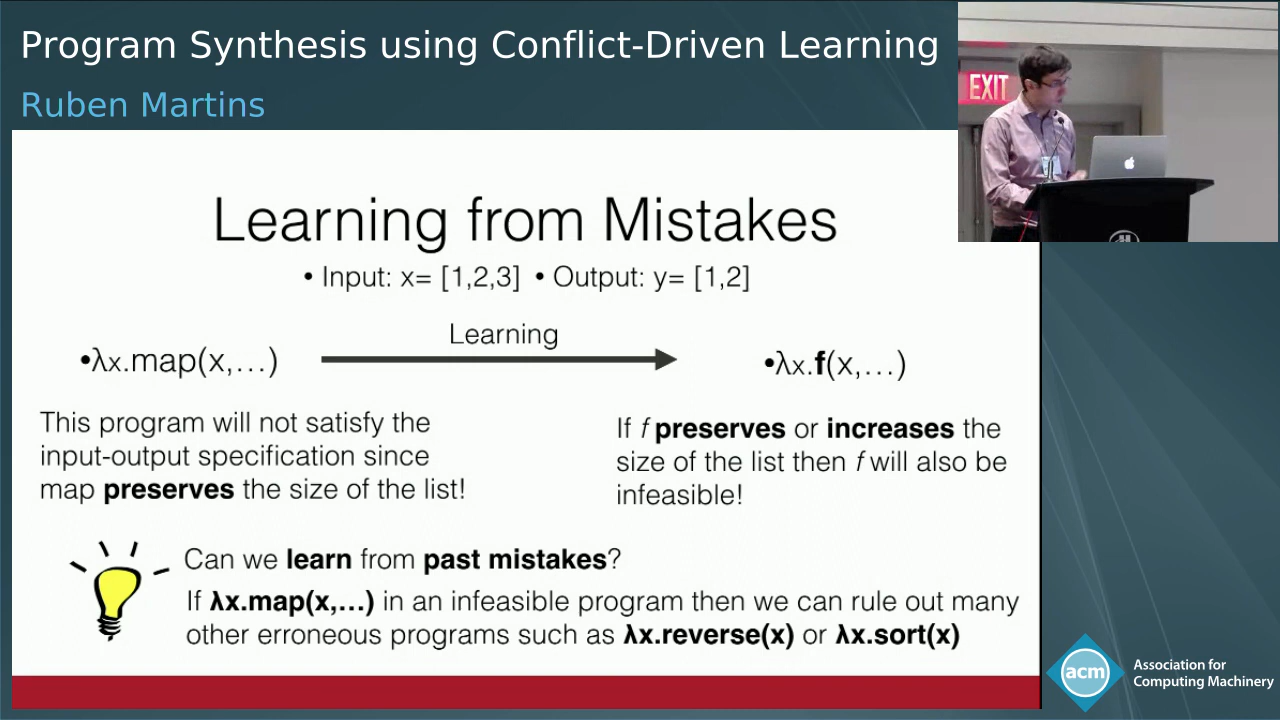 Program Synthesis using Conflict-Driven Learning
Ruben Martins
EXIT
Learning from Mistakes
• Input: x= [1,2,3] • Output: y= [1,2]
Learning
•λx.map(x,…)
•λx.f(x,…)
This program will not satisfy the
input-output specification since
map preserves the size of the list!
If f preserves or increases the
size of the list then f will also be
infeasible!
Can we learn from past mistakes?
If λx.map(x,…) in an infeasible program then we can rule out many
other erroneous programs such as λx.reverse(x) or λx.sort(x)
acm
Association for
Computing Machinery